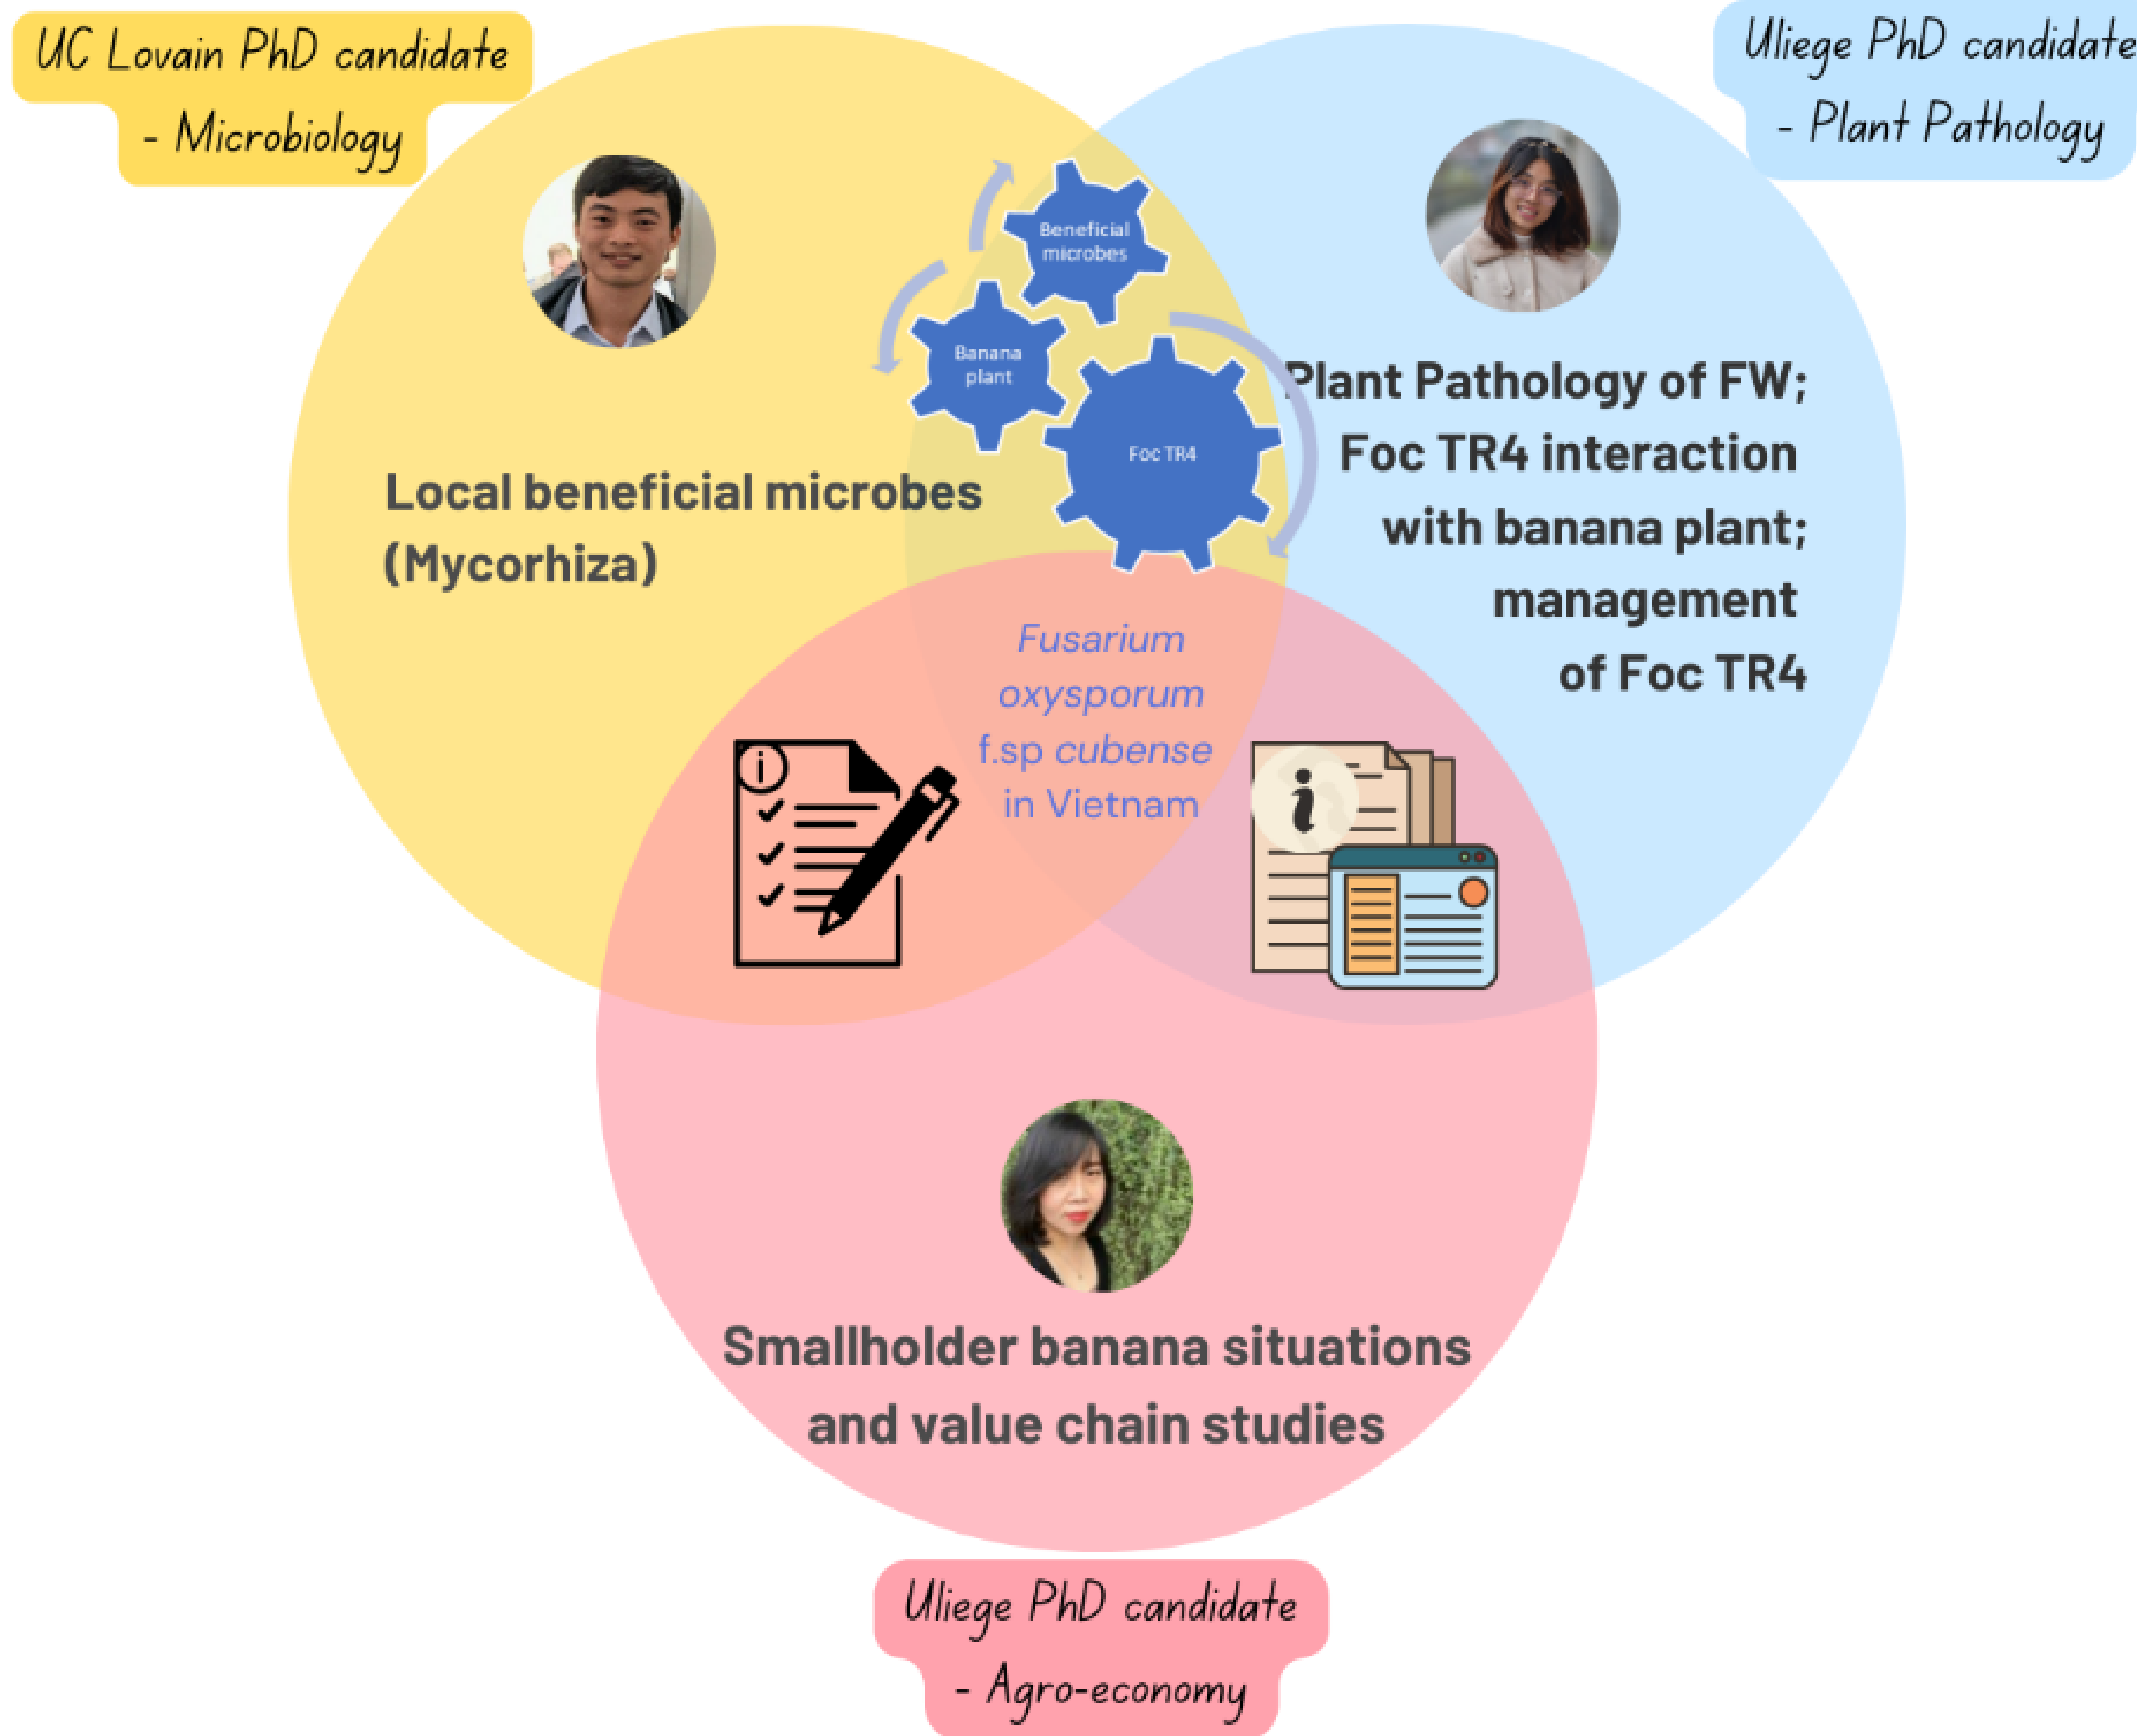 UC Lovain PhD candidate
- Microbiology
Uliege PhD candidate
- Plant Pathology
Beneficial
microbes
Banana
plant
Foc TR4
Local beneficial microbes
(Mycorhiza)
Plant Pathology of FW;
Foc TR4 interaction
with banana plant;
management
of Foc TR4
Fusarium
oxysporum
f.sp cubense
in Vietnam
i
i
Smallholder banana situations
and value chain studies
Uliege PhD candidate
- Agro-economy